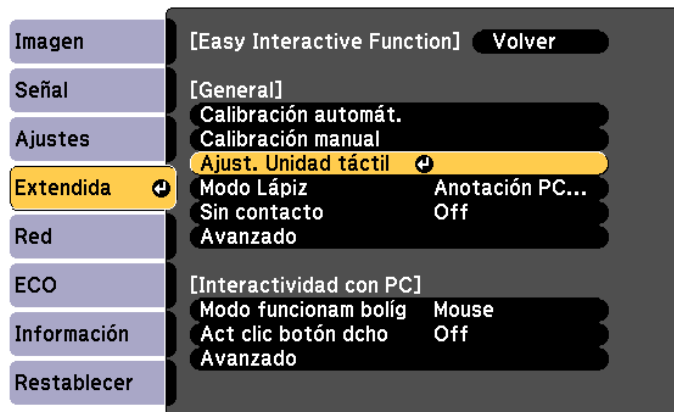 Imagen
Señal
Ajustes
Extendida
Red
ECO
Información
Restablecer
[Easy Interactive Function] Volver
[General]
Calibración automát.
Calibración manual
Ajust. Unidad táctil
Modo Lápiz Anotación PC...
Sin contacto Off
Avanzado
[Interactividad con PC]
Modo funcionam bolíg Mouse
Act clic botón dcho Off
Avanzado